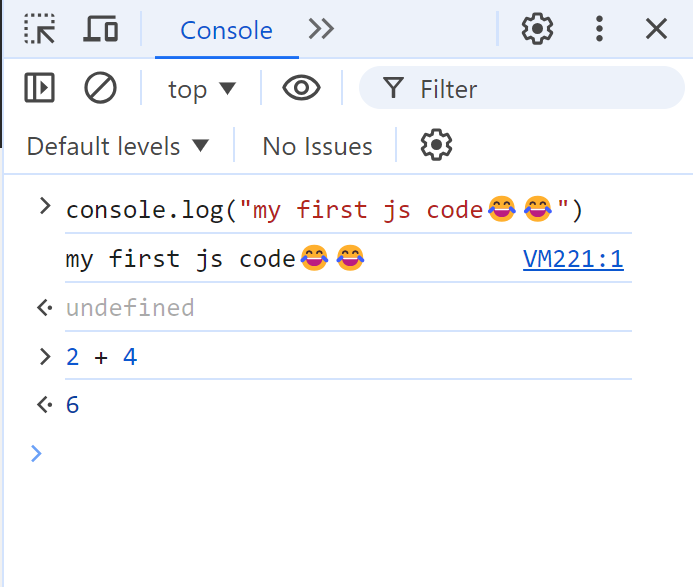 Console
top Filter
Default levels No Issues
> console.log("my first js code😂😂")
my first js code😂😂 VM221:1
undefined
> 2 + 4
6
>